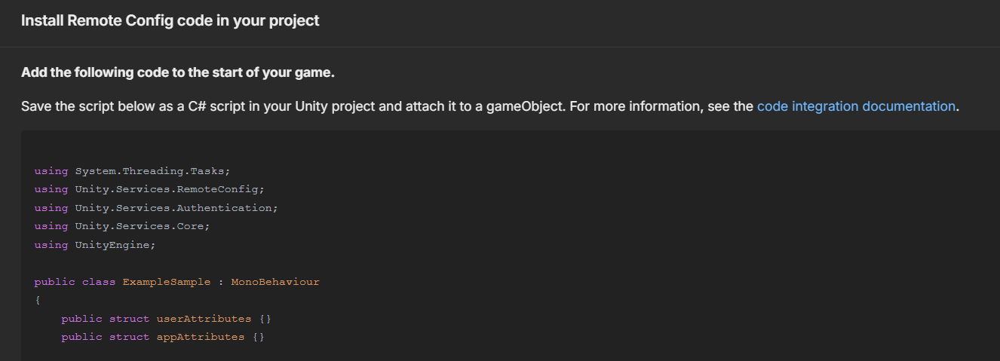 Install Remote Config code in your project
Add the following code to the start of your game.
Save the script below as a C# script in your Unity project and attach it to a gameObject. For more information, see the code integration documentation.
using System.Threading.Tasks;
using Unity.Services.RemoteConfig;
using Unity.Services.Authentication;
using Unity.Services.Core;
using UnityEngine;
public class ExampleSample : MonoBehaviour
{
    public struct userAttributes {}
    public struct appAttributes {}